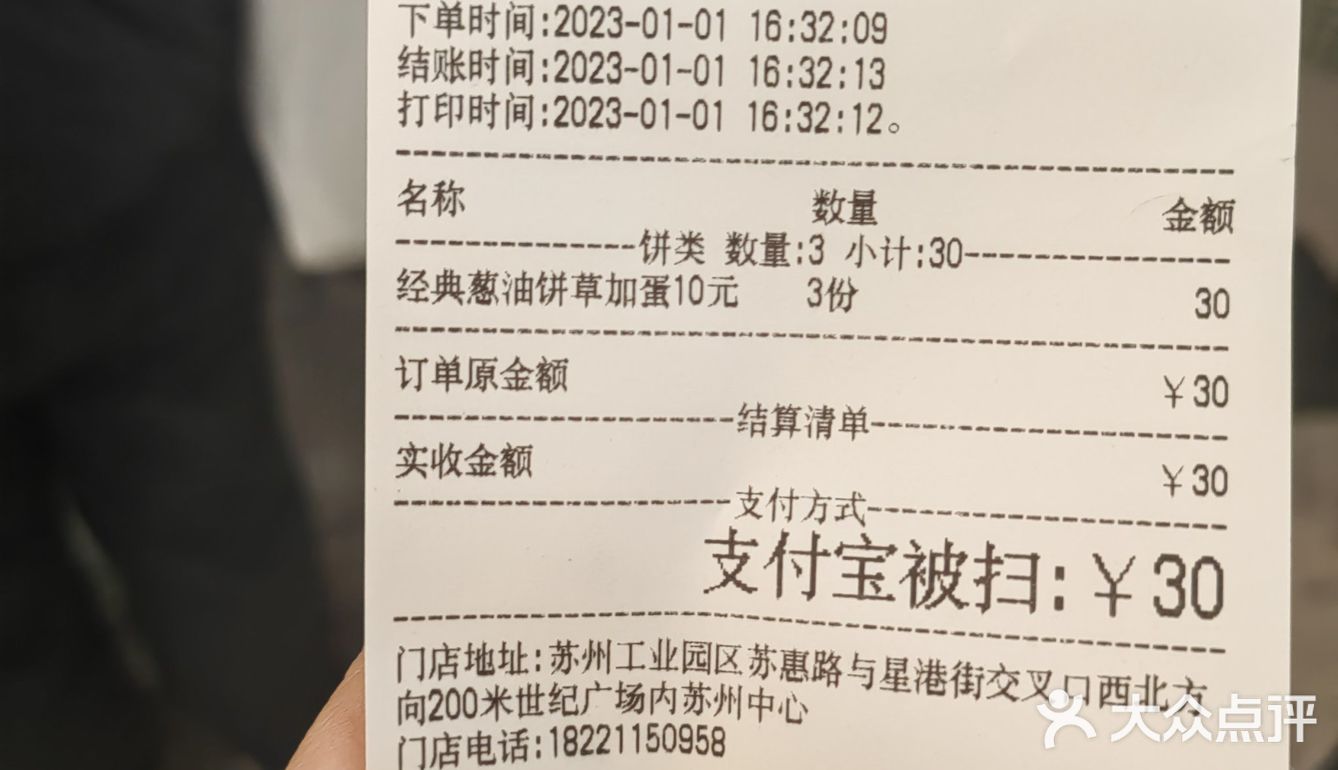 下单时间:2023-01-01 16:32:09
结账时间:2023-01-01 16:32:13
打印时间:2023-01-01 16:32:12。
名称 数量 金额
--------------饼类 数量:3 小计:30----------------
经典葱油饼草加蛋10元 3份 30
订单原金额 ￥30
--------------------结算清单---------------------
实收金额 ￥30
--------------------支付方式---------------------
支付宝被扫:￥30
门店地址:苏州工业园区苏惠路与星港街交叉口西北方
向200米世纪广场内苏州中心
门店电话:18221150958
大众点评